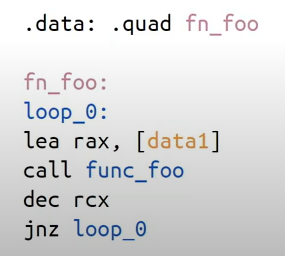 .data: .quad fn_foo
fn_foo:
loop_0:
lea rax, [data1]
call func_foo
dec rcx
jnz loop_0